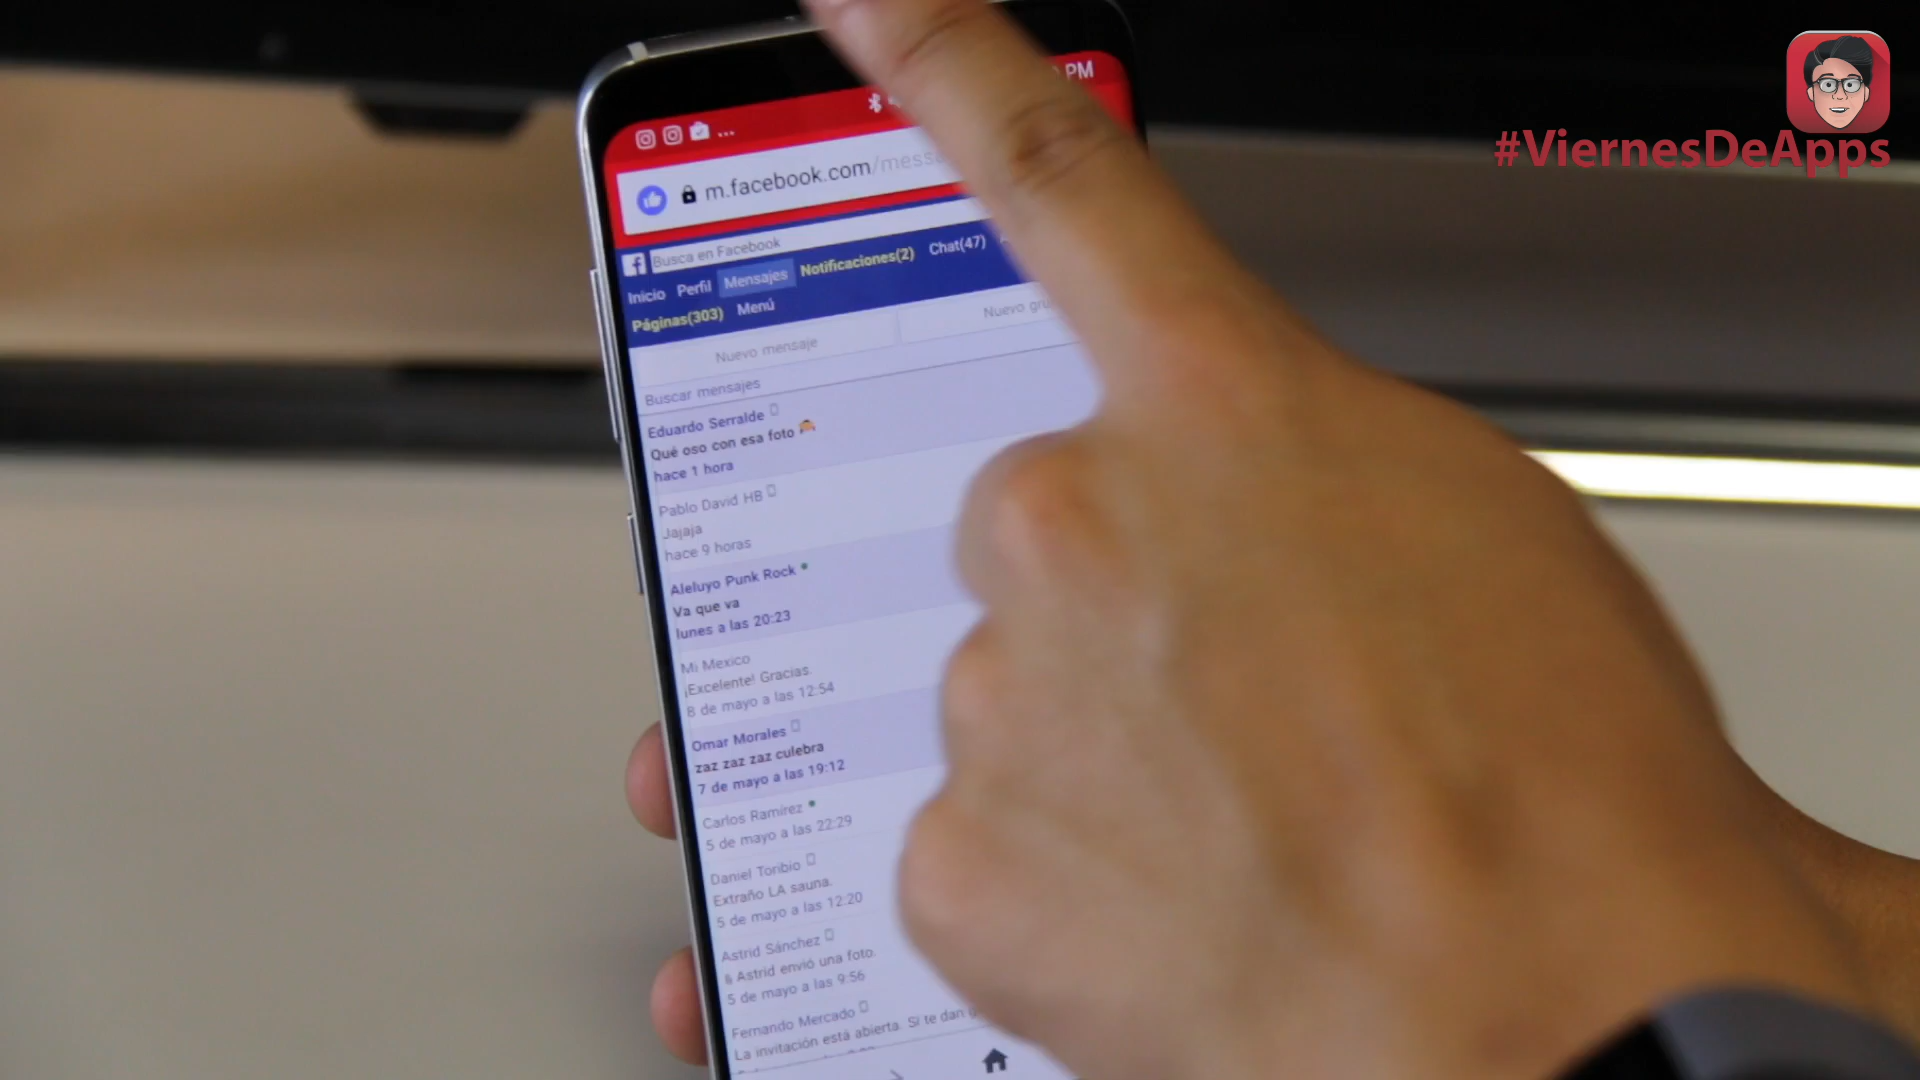 PM
#ViernesDeApps
...
m.facebook.com/mess
Busca en Facebook
Inicio Perfil Mensajes Notificaciones(2) Chat(47)
Páginas(303) Menú
Nuevo mensaje Nuevo gru
Buscar mensajes
Eduardo Serralde
Qué oso con esa foto 🙈
hace 1 hora
Pablo David HB
Jajaja
hace 9 horas
Aleluyo Punk Rock
Va que va
lunes a las 20:23
Mi Mexico
¡Excelente! Gracias.
8 de mayo a las 12:54
Omar Morales
zaz zaz zaz culebra
7 de mayo a las 19:12
Carlos Ramirez
5 de mayo a las 22:29
Daniel Toribio
Extraño LA sauna.
5 de mayo a las 12:20
Astrid Sánchez
Astrid envió una foto.
5 de mayo a las 9:56
Fernando Mercado
La invitación está abierta. Si te dan